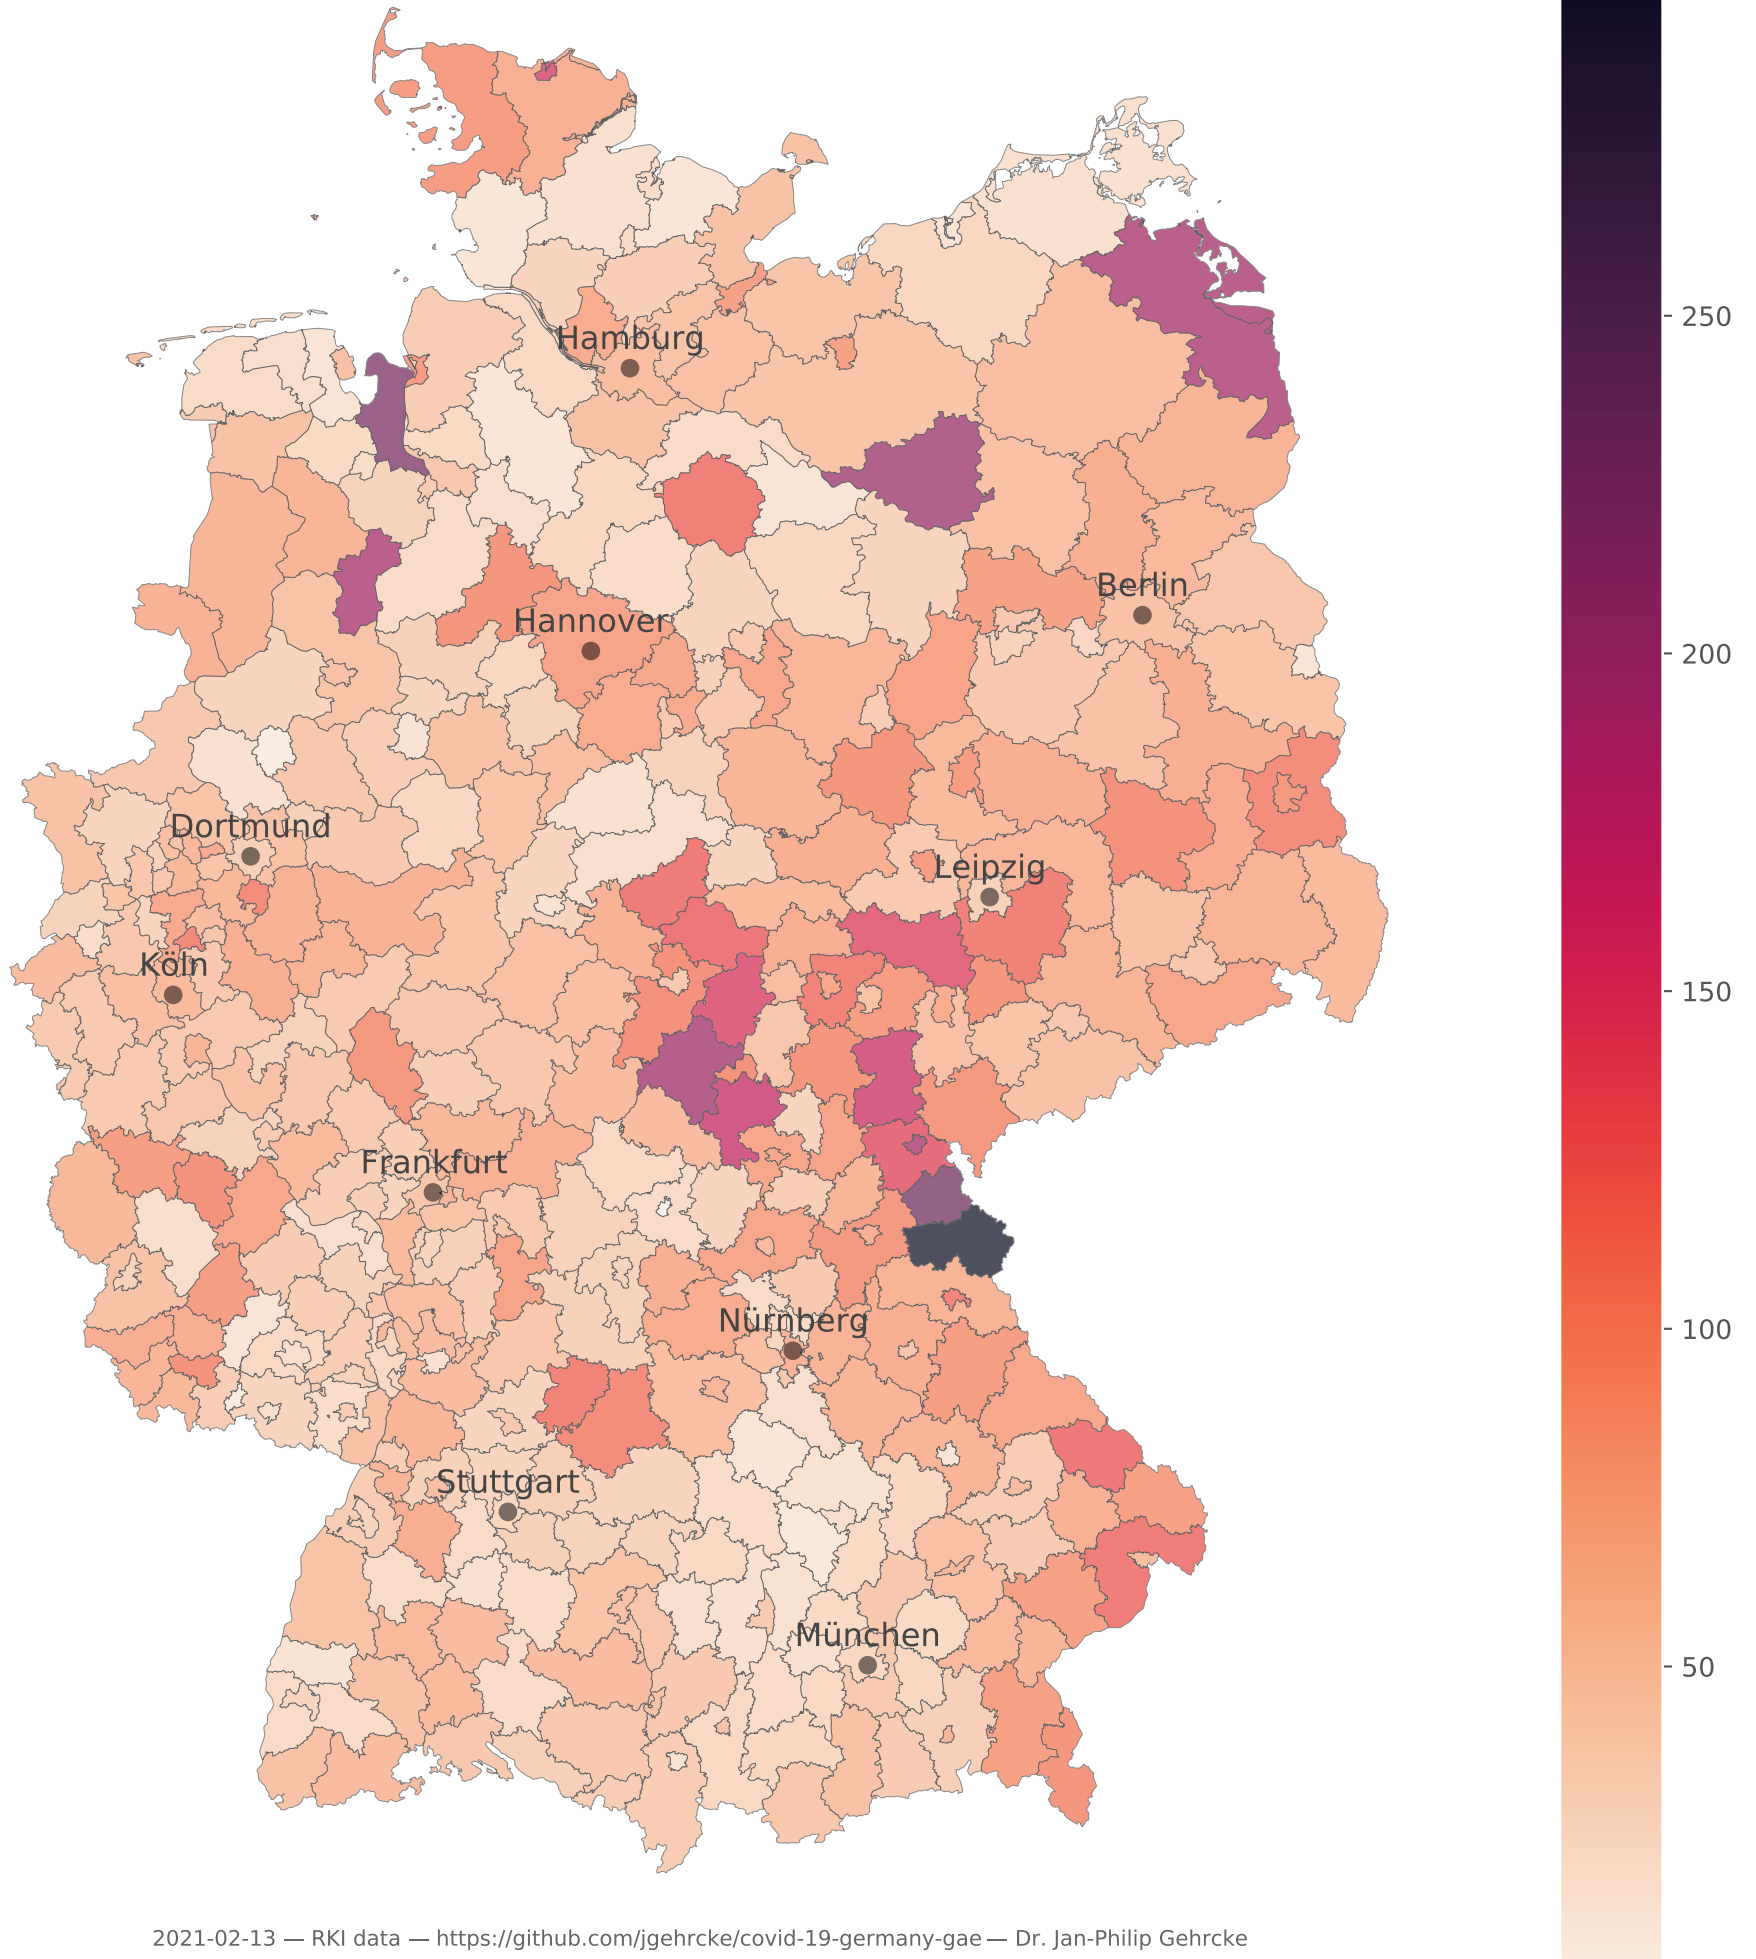 Hamburg
250
Berlin
Hannover
200
Dortmund
Leipzig
Köln
150
Frankfurt
Nürnberg
100
Stuttgart
München
50
2021-02-13 — RKI data — https://github.com/jgehrcke/covid-19-germany-gae — Dr. Jan-Philip Gehrcke